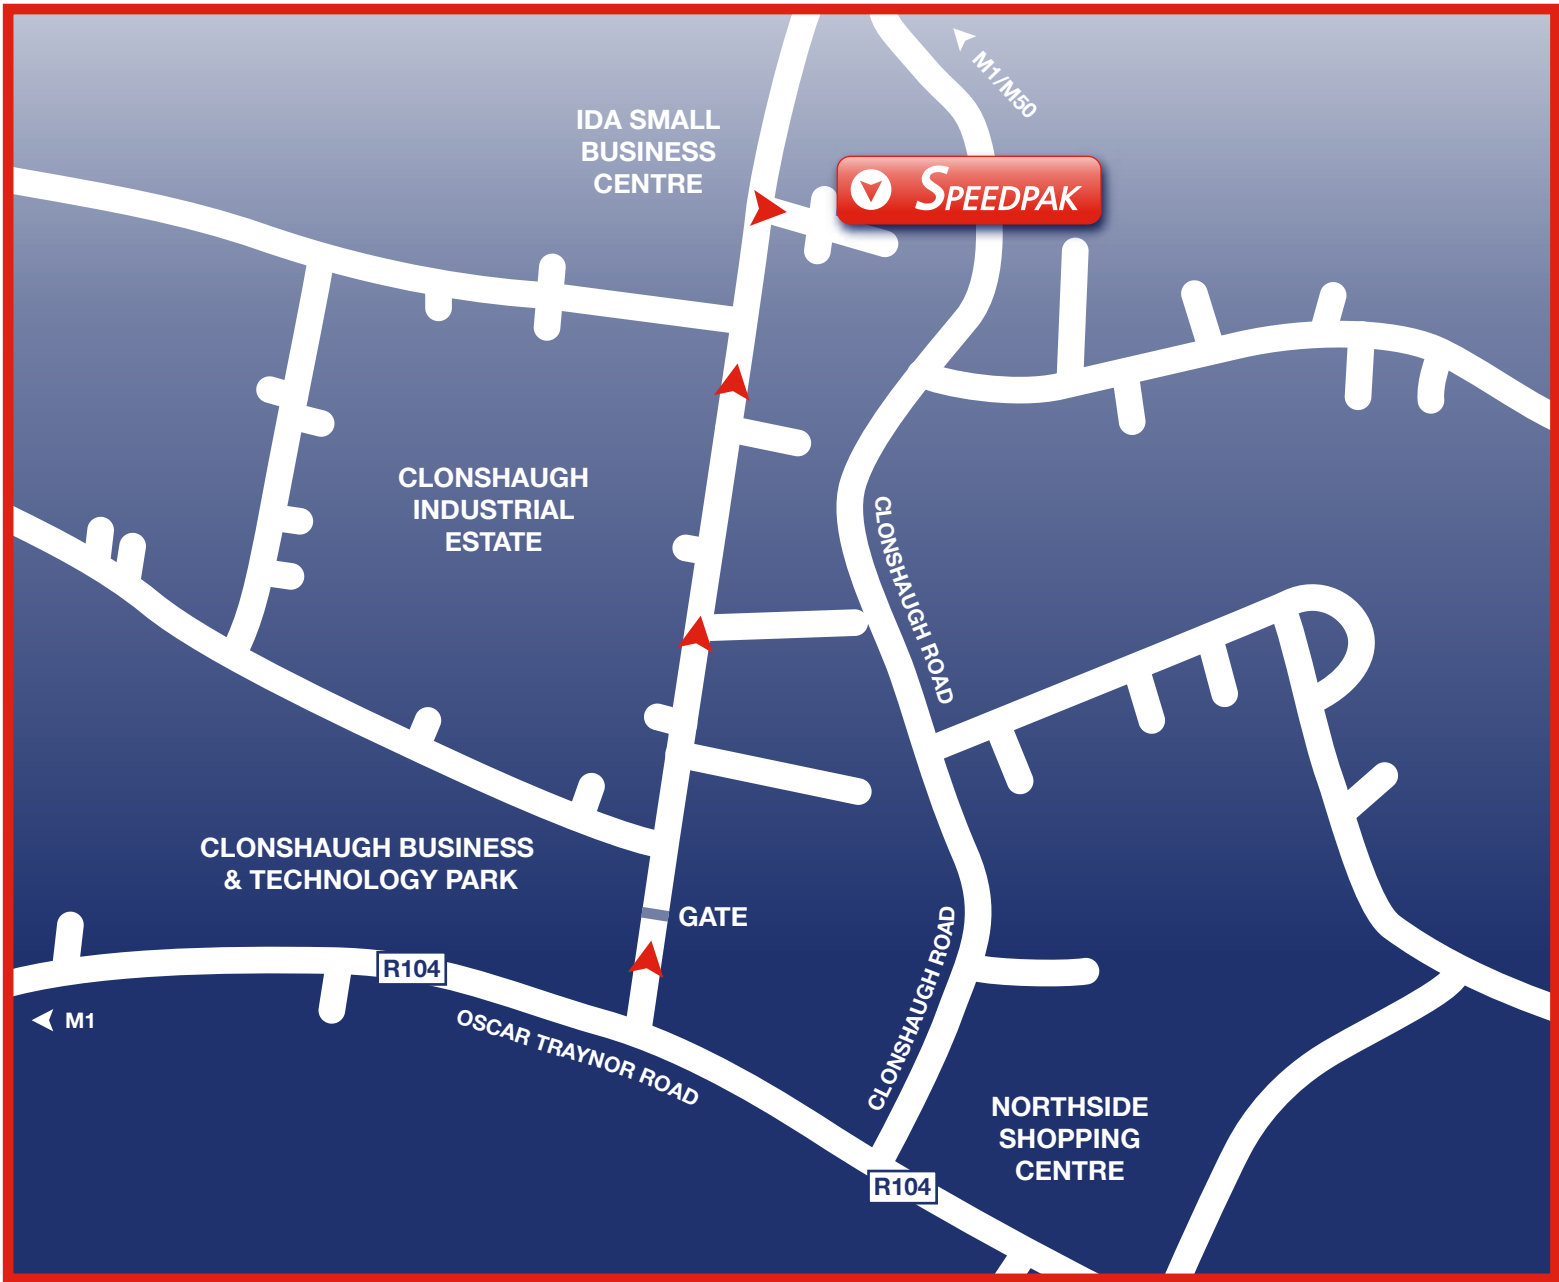 M1/M50
IDA SMALL
BUSINESS
CENTRE
SPEEDPAK
CLONSHAUGH
INDUSTRIAL
ESTATE
CLONSHAUGH ROAD
CLONSHAUGH BUSINESS
& TECHNOLOGY PARK
GATE
R104
M1
OSCAR TRAYNOR ROAD
CLONSHAUGH ROAD
NORTHSIDE
SHOPPING
CENTRE
R104